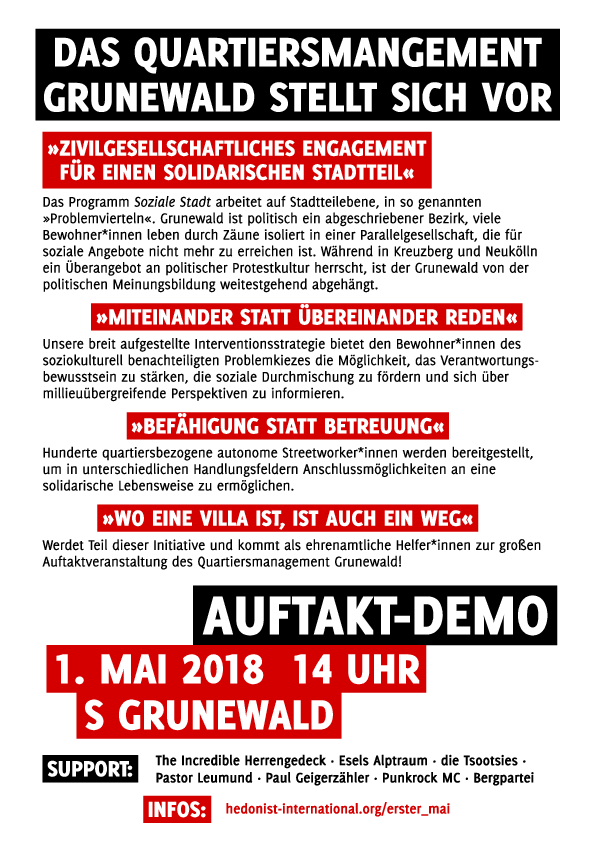 DAS QUARTIERSMANGEMENT
GRUNEWALD STELLT SICH VOR
»ZIVILGESELLSCHAFTLICHES ENGAGEMENT
FÜR EINEN SOLIDARISCHEN STADTTEIL«
Das Programm Soziale Stadt arbeitet auf Stadtteilebene, in so genannten
»Problemvierteln«. Grunewald ist politisch ein abgeschriebener Bezirk, viele
Bewohner*innen leben durch Zäune isoliert in einer Parallelgesellschaft, die für
soziale Angebote nicht mehr zu erreichen ist. Während in Kreuzberg und Neukölln
ein Überangebot an politischer Protestkultur herrscht, ist der Grunewald von der
politischen Meinungsbildung weitestgehend abgehängt.
»MITEINANDER STATT ÜBEREINANDER REDEN«
Unsere breit aufgestellte Interventionsstrategie bietet den Bewohner*innen des
soziokulturell benachteiligten Problemkiezes die Möglichkeit, das Verantwortungs-
bewusstsein zu stärken, die soziale Durchmischung zu fördern und sich über
millieuübergreifende Perspektiven zu informieren.
»BEFÄHIGUNG STATT BETREUUNG«
Hunderte quartiersbezogene autonome Streetworker*innen werden bereitgestellt,
um in unterschiedlichen Handlungsfeldern Anschlussmöglichkeiten an eine
solidarische Lebensweise zu ermöglichen.
»WO EINE VILLA IST, IST AUCH EIN WEG«
Werdet Teil dieser Initiative und kommt als ehrenamtliche Helfer*innen zur großen
Auftaktveranstaltung des Quartiersmanagement Grunewald!
AUFTAKT-DEMO
1. MAI 2018 14 UHR
S GRUNEWALD
SUPPORT: The Incredible Herrengedeck · Esels Alptraum · die Tsootsies ·
Pastor Leumund · Paul Geigerzähler · Punkrock MC · Bergpartei
INFOS: hedonist-international.org/erster_mai